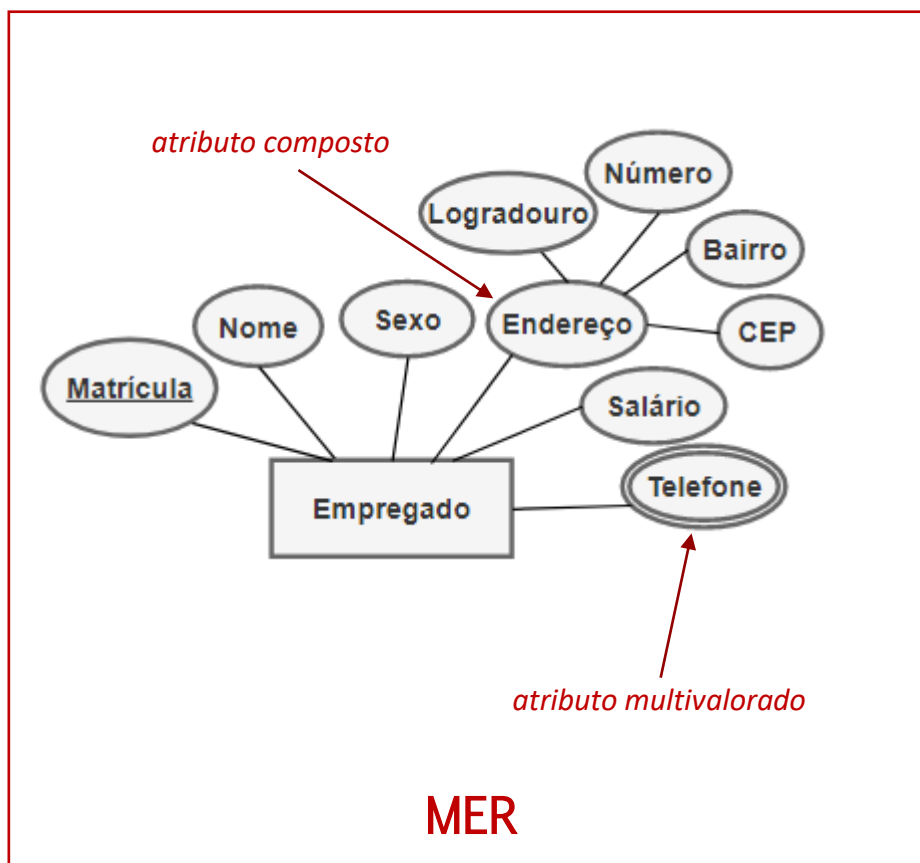 atributo composto
Número
Logradouro
Bairro
Nome
Sexo
Endereço
CEP
Matrícula
Salário
Telefone
Empregado
atributo multivalorado
MER